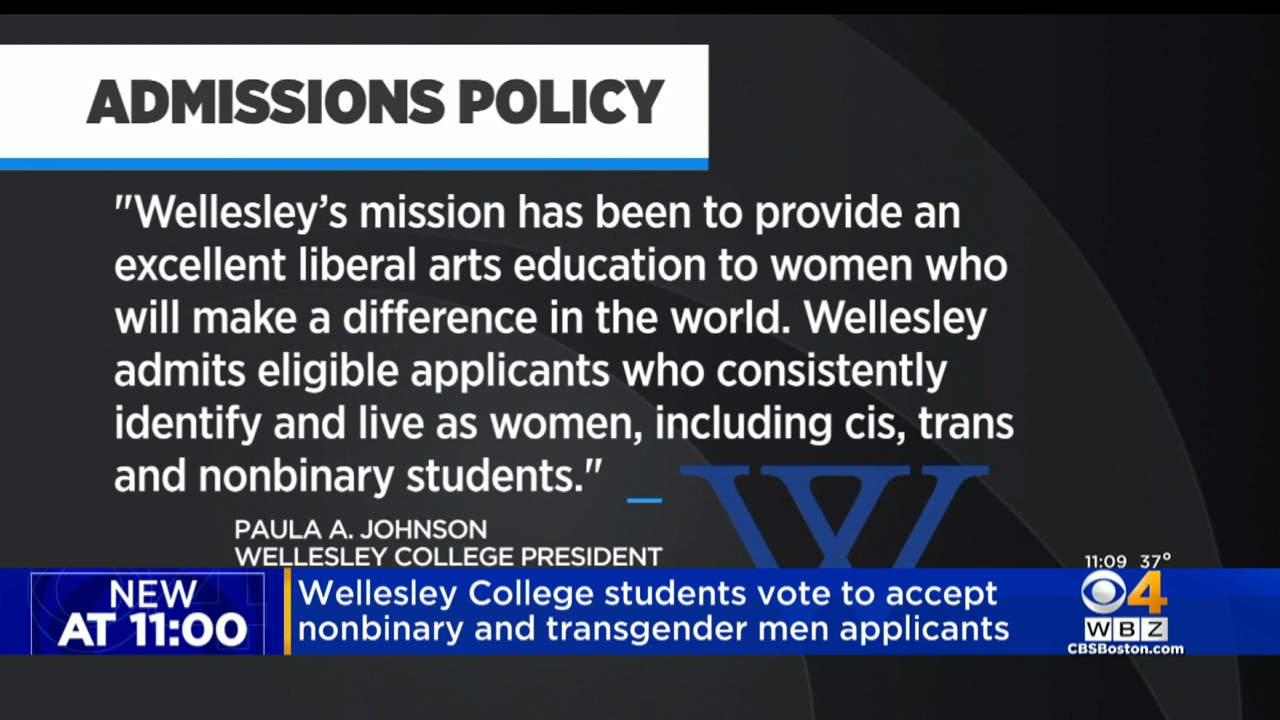 ADMISSIONS POLICY
"Wellesley’s mission has been to provide an
excellent liberal arts education to women who
will make a difference in the world. Wellesley
admits eligible applicants who consistently
identify and live as women, including cis, trans
and nonbinary students."
PAULA A. JOHNSON
WELLESLEY COLLEGE PRESIDENT
W
NEW
AT 11:00
Wellesley College students vote to accept
nonbinary and transgender men applicants
11:09 37°
4
WBZ
CBSBoston.com